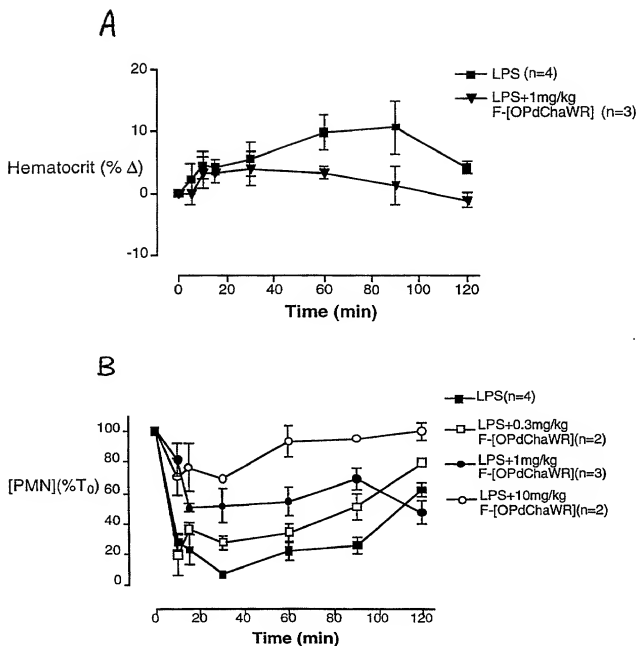 A
20
10
0
-10
Hematocrit (% Δ)
LPS (n=4)
LPS+1mg/kg
F-[OPdChaWR] (n=3)
0 20 40 60 80 100 120
Time (min)
B
100
80
60
40
20
0
[PMN](%T0)
LPS(n=4)
LPS+0.3mg/kg
F-[OPdChaWR](n=2)
LPS+1mg/kg
F-[OPdChaWR](n=3)
LPS+10mg/kg
F-[OPdChaWR](n=2)
0 20 40 60 80 100 120
Time (min)